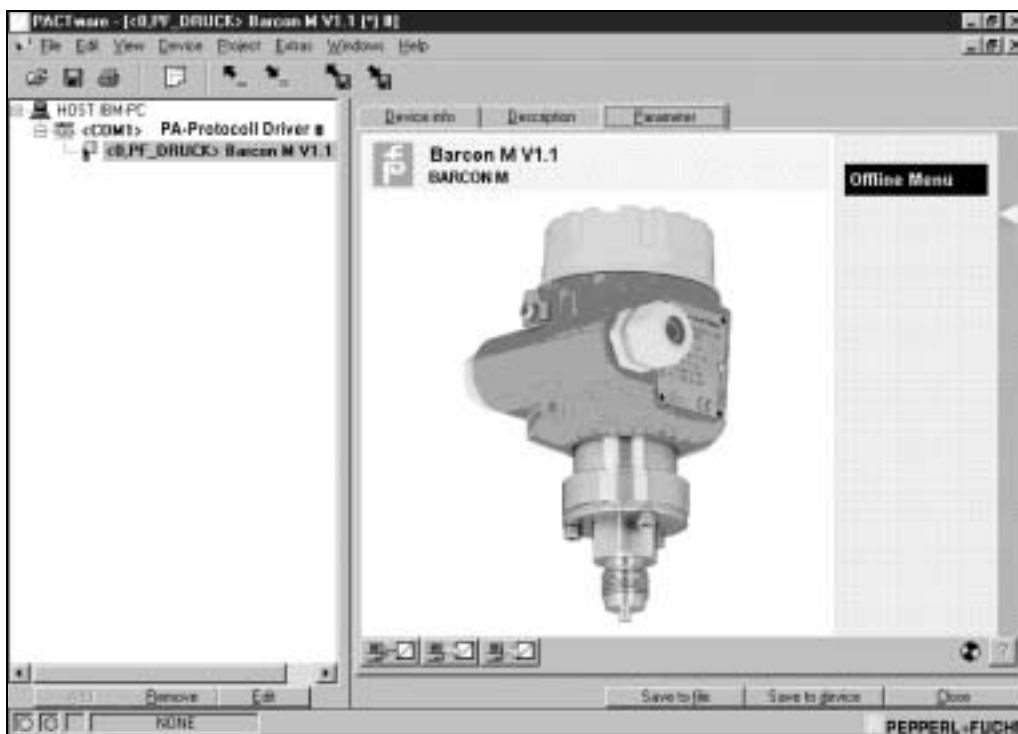 PACTware - [<0,PF_DRUCK> Barcon M V1.1 [*] 0]
File Edit View Device Project Extras Windows Help
HOST IBM-PC
<COM1> PA-Protocoll Driver
<0,PF_DRUCK> Barcon M V1.1
Device info Description Parameter
Barcon M V1.1
BARCON M
Offline Menu
Remove Edit
Save to file Save to device Close
NONE
PEPPERL+FUCHS